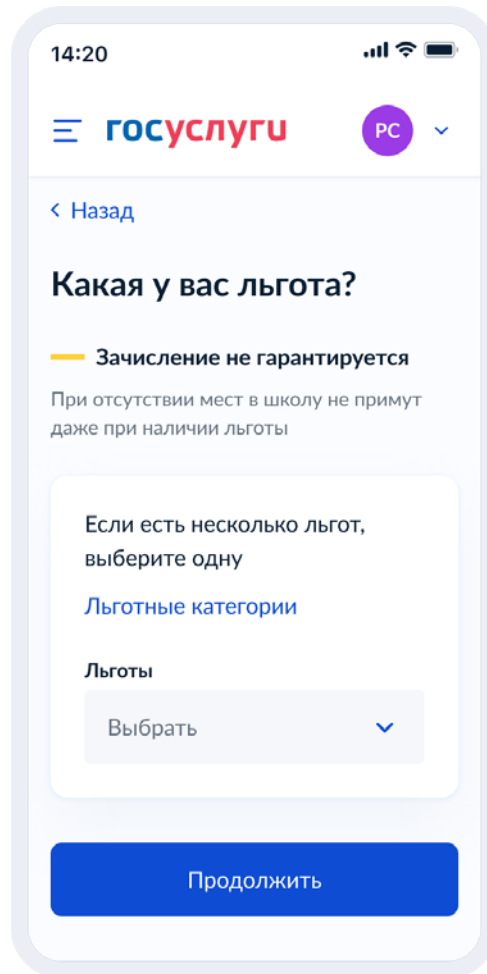 14:20
госуслуги
РС
Назад
Какая у вас льгота?
Зачисление не гарантируется
При отсутствии мест в школу не примут
даже при наличии льготы
Если есть несколько льгот,
выберите одну
Льготные категории
Льготы
Выбрать
Продолжить